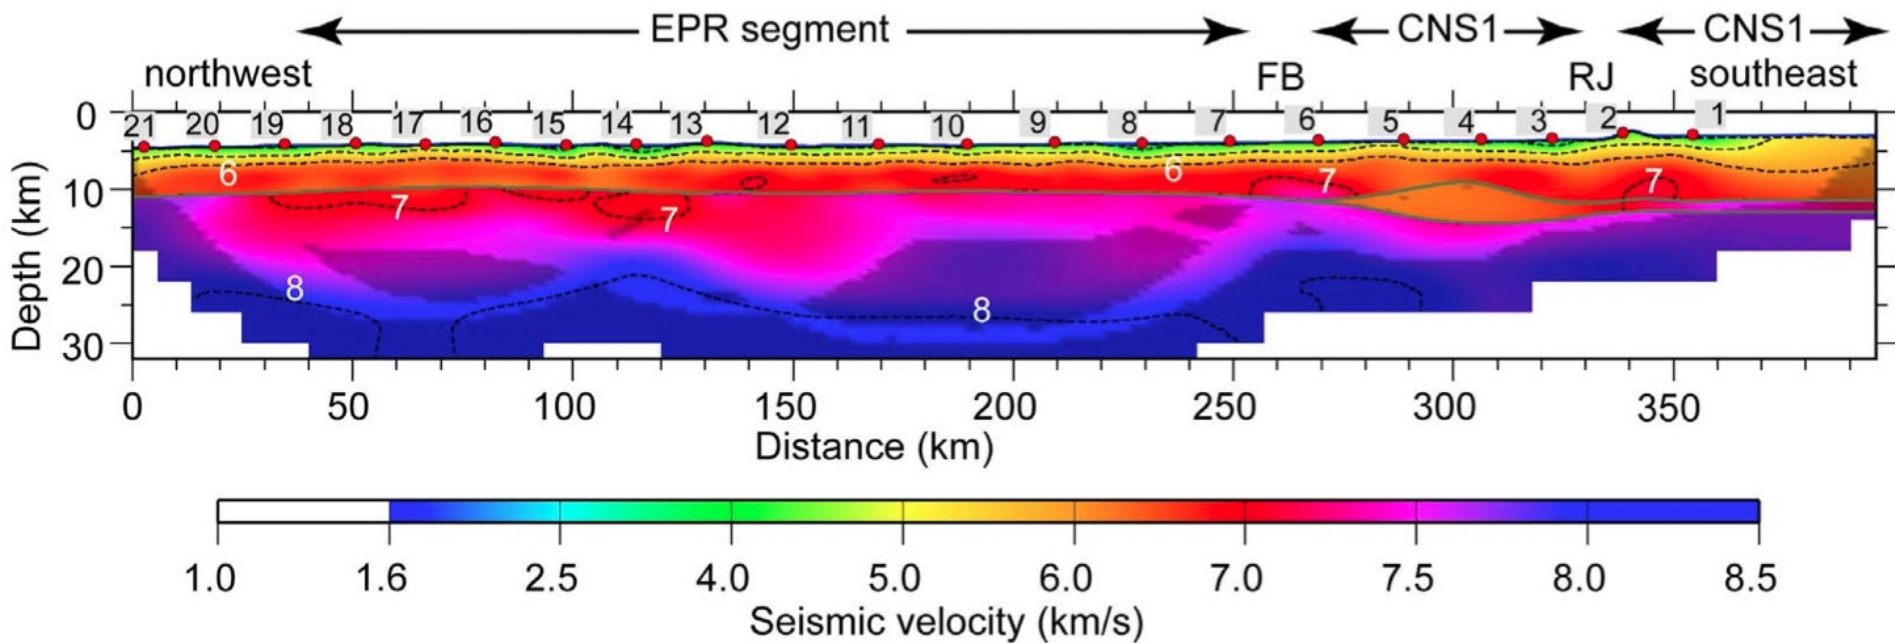 EPR segment CNS1 CNS1
northwest FB RJ southeast
0 21 20 19 18 17 16 15 14 13 12 11 10 9 8 7 6 5 4 3 2 1
6 6 7 7
10 7 7
20
8 8
30
Depth (km)
0 50 100 150 200 250 300 350
Distance (km)
1.0 1.6 2.5 4.0 5.0 6.0 7.0 7.5 8.0 8.5
Seismic velocity (km/s)